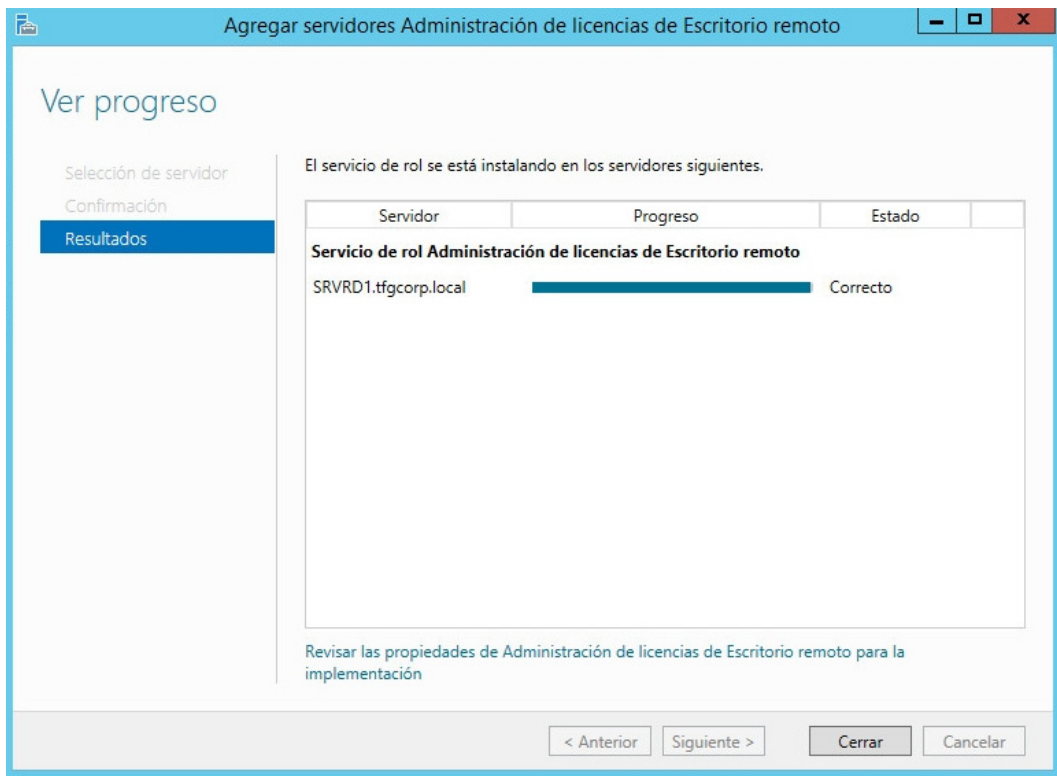 Agregar servidores Administración de licencias de Escritorio remoto
Ver progreso
Selección de servidor
Confirmación
Resultados
El servicio de rol se está instalando en los servidores siguientes.
Servidor Progreso Estado
Servicio de rol Administración de licencias de Escritorio remoto
SRVRD1.tfgcorp.local Correcto
Revisar las propiedades de Administración de licencias de Escritorio remoto para la
implementación
< Anterior Siguiente > Cerrar Cancelar